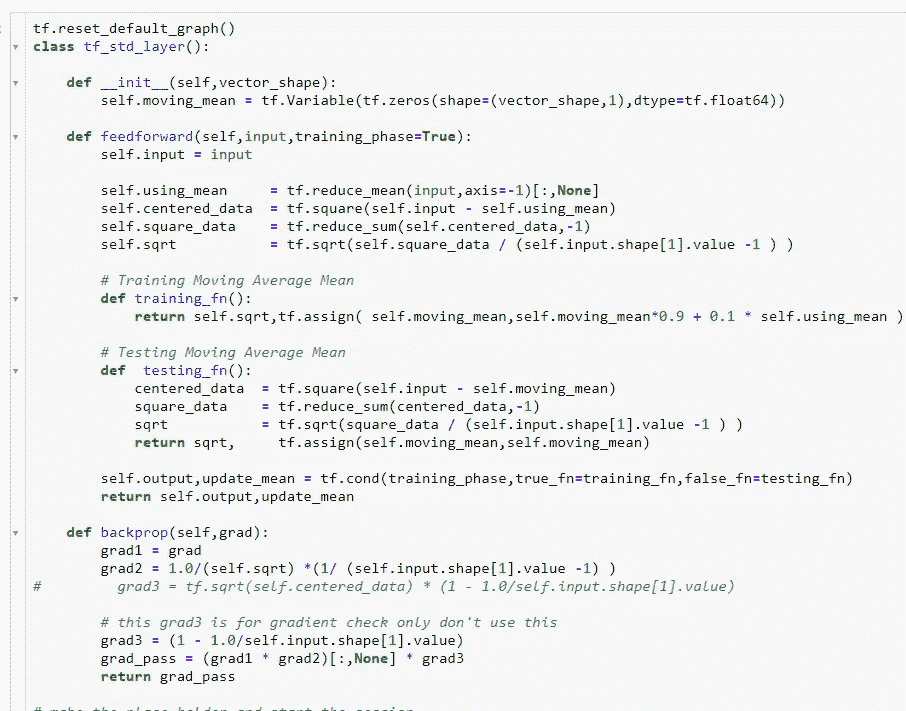 tf.reset_default_graph()
class tf_std_layer():
def __init__(self,vector_shape):
self.moving_mean = tf.Variable(tf.zeros(shape=(vector_shape,1),dtype=tf.float64))
def feedforward(self,input,training_phase=True):
self.input = input
self.using_mean     = tf.reduce_mean(input,axis=-1)[:,None]
self.centered_data  = tf.square(self.input - self.using_mean)
self.square_data    = tf.reduce_sum(self.centered_data,-1)
self.sqrt           = tf.sqrt(self.square_data / (self.input.shape[1].value -1 ) )
# Training Moving Average Mean
def training_fn():
return self.sqrt,tf.assign( self.moving_mean,self.moving_mean*0.9 + 0.1 * self.using_mean )
# Testing Moving Average Mean
def  testing_fn():
centered_data  = tf.square(self.input - self.moving_mean)
square_data    = tf.reduce_sum(centered_data,-1)
sqrt           = tf.sqrt(square_data / (self.input.shape[1].value -1 ) )
return sqrt,     tf.assign(self.moving_mean,self.moving_mean)
self.output,update_mean = tf.cond(training_phase,true_fn=training_fn,false_fn=testing_fn)
return self.output,update_mean
def backprop(self,grad):
grad1 = grad
grad2 = 1.0/(self.sqrt) *(1/ (self.input.shape[1].value -1) )
#         grad3 = tf.sqrt(self.centered_data) * (1 - 1.0/self.input.shape[1].value)
# this grad3 is for gradient check only don't use this
grad3 = (1 - 1.0/self.input.shape[1].value)
grad_pass = (grad1 * grad2)[:,None] * grad3
return grad_pass